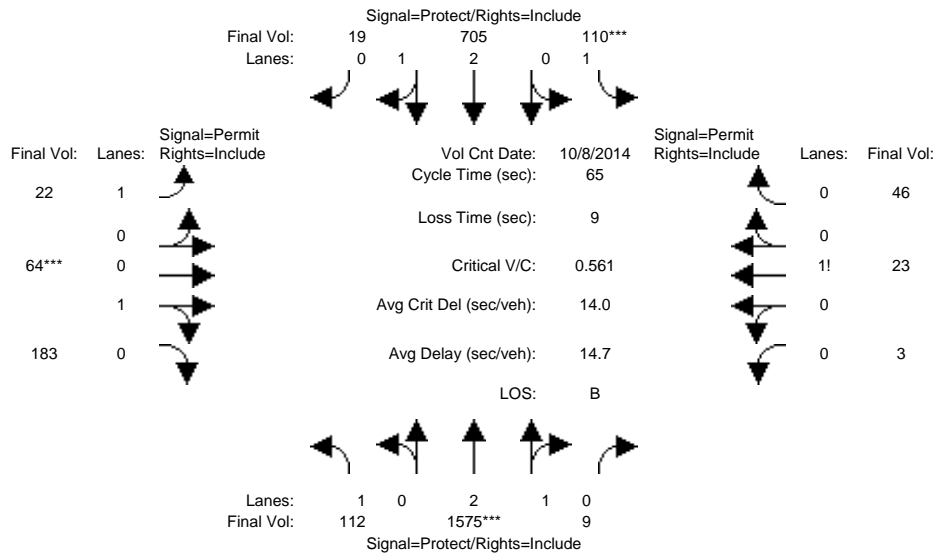 Signal=Protect/Rights=Include
Final Vol: 19 705 110***
Lanes: 0 1 2 0 1
Signal=Permit Signal=Permit
Final Vol: Lanes: Rights=Include Vol Cnt Date: 10/8/2014 Rights=Include Lanes: Final Vol:
Cycle Time (sec): 65
22 1 0 46
Loss Time (sec): 9
0 0
64*** 0 Critical V/C: 0.561 1! 23
1 Avg Crit Del (sec/veh): 14.0 0
183 0 Avg Delay (sec/veh): 14.7 0 3
LOS: B
Lanes: 1 0 2 1 0
Final Vol: 112 1575*** 9
Signal=Protect/Rights=Include